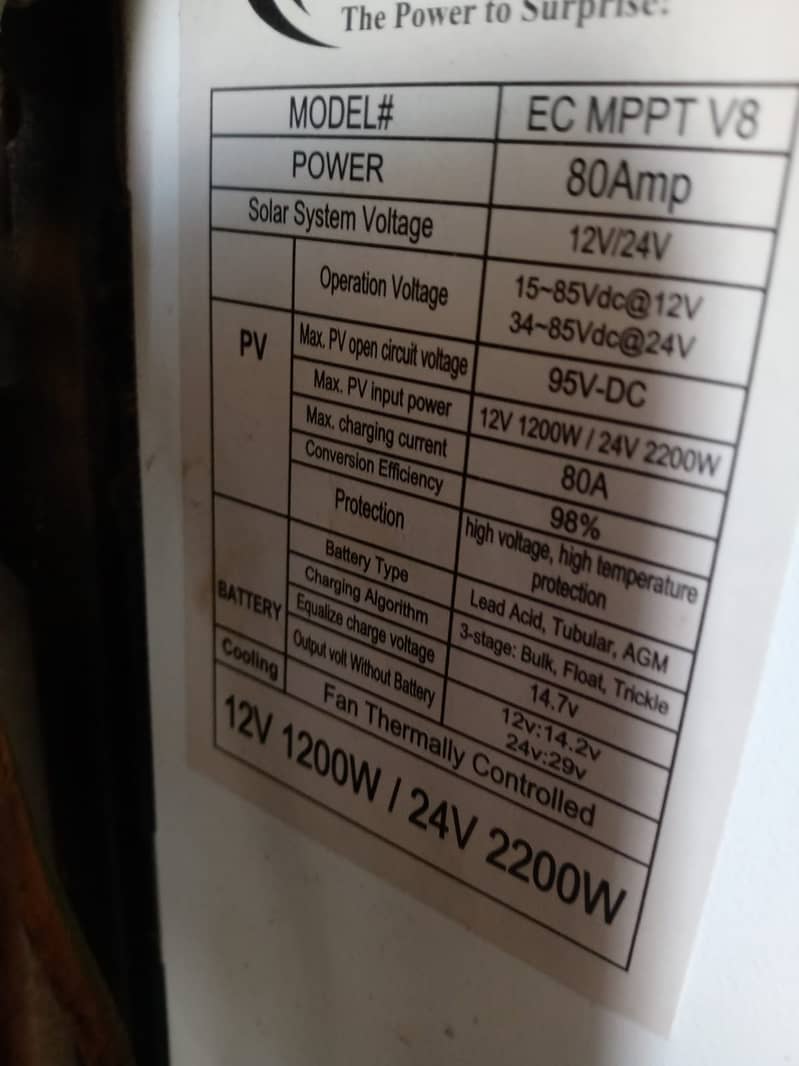 The Power to Surprise.
MODEL# EC MPPT V8
POWER 80Amp
Solar System Voltage 12V/24V
PV
Operation Voltage 15~85Vdc@12V
34~85Vdc@24V
Max. PV open circuit voltage 95V-DC
Max. PV input power 12V 1200W / 24V 2200W
Max. charging current 80A
Conversion Efficiency 98%
Protection high voltage, high temperature
protection
BATTERY
Battery Type Lead Acid, Tubular, AGM
Charging Algorithm 3-stage: Bulk, Float, Trickle
Equalize charge voltage 14.7v
Output volt Without Battery 12v:14.2v
24v:29v
Cooling Fan Thermally Controlled
12V 1200W / 24V 2200W